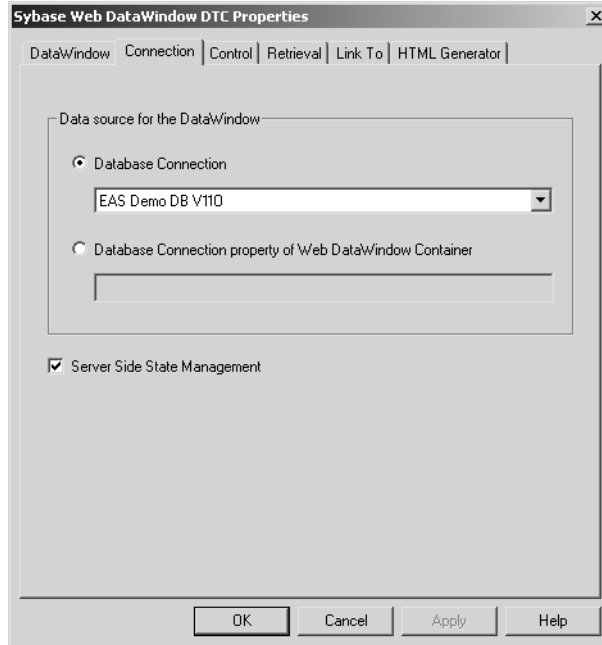 Sybase Web DataWindow DTC Properties
DataWindow Connection Control Retrieval Link To HTML Generator
Data source for the DataWindow
Database Connection
EAS Demo DB V110
Database Connection property of Web DataWindow Container
Server Side State Management
OK Cancel Apply Help